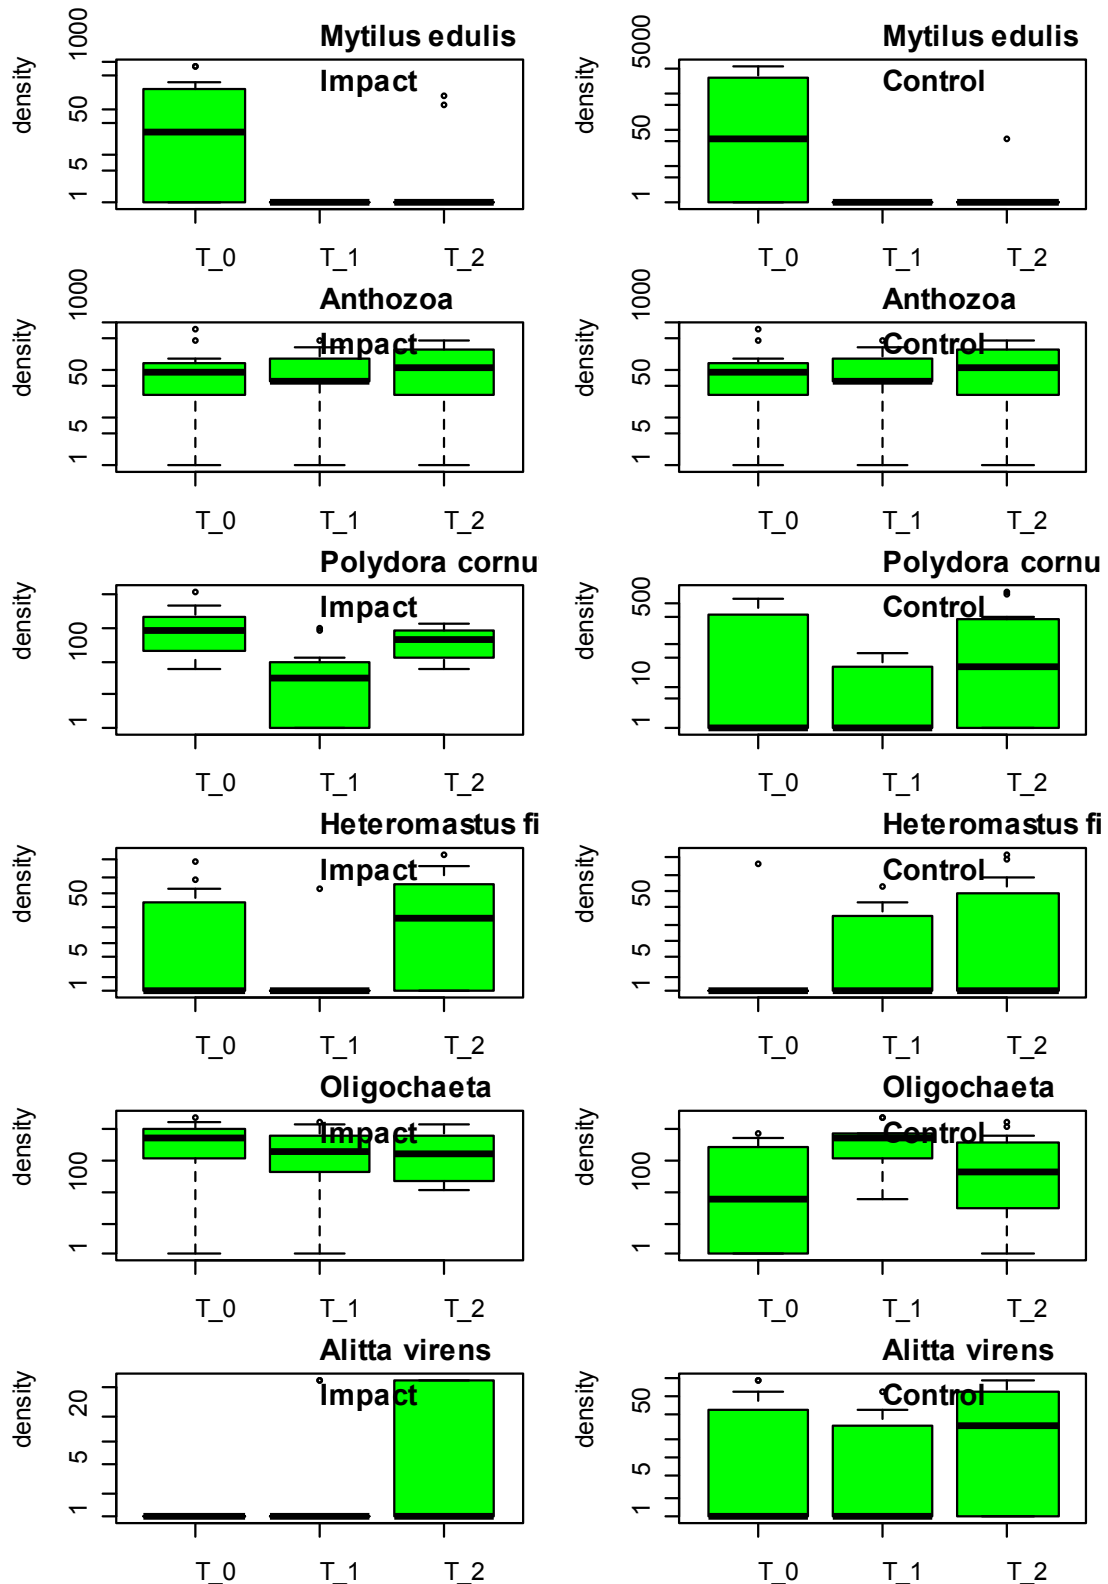 Mytilus edulis
Impact
density
1 5 50 1000
T_0 T_1 T_2
Mytilus edulis
Control
density
1 50 5000
T_0 T_1 T_2
Anthozoa
Impact
density
1 5 50 1000
T_0 T_1 T_2
Anthozoa
Control
density
1 5 50 1000
T_0 T_1 T_2
Polydora cornu
Impact
density
1 100
T_0 T_1 T_2
Polydora cornu
Control
density
1 10 500
T_0 T_1 T_2
Heteromastus fi
Impact
density
1 5 50
T_0 T_1 T_2
Heteromastus fi
Control
density
1 5 50
T_0 T_1 T_2
Oligochaeta
Impact
density
1 100
T_0 T_1 T_2
Oligochaeta
Control
density
1 100
T_0 T_1 T_2
Alitta virens
Impact
density
1 5 20
T_0 T_1 T_2
Alitta virens
Control
density
1 5 50
T_0 T_1 T_2